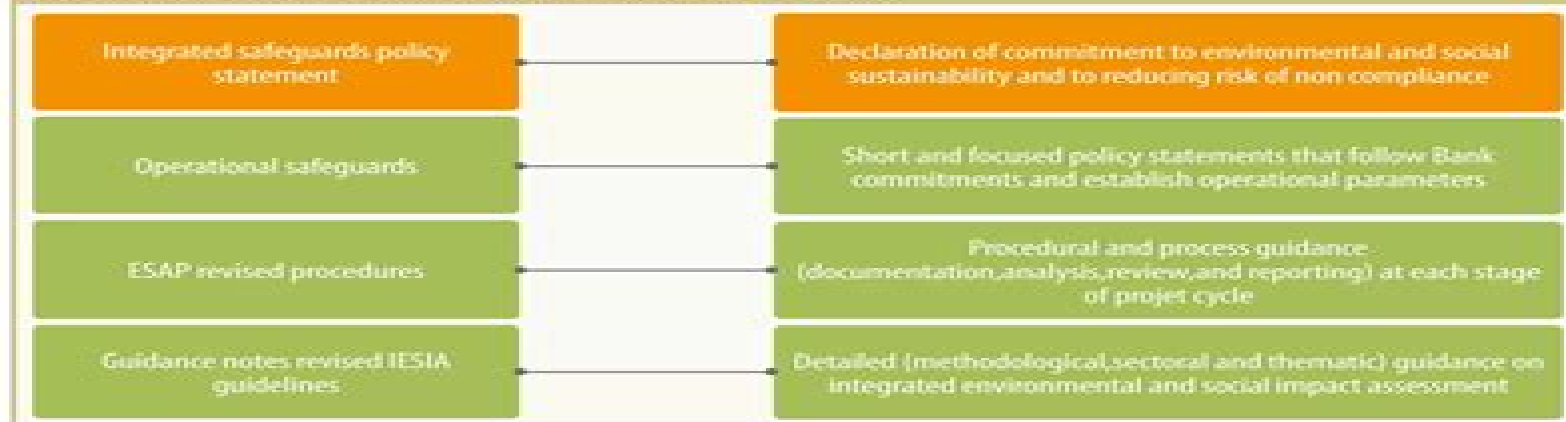 Integrated safeguards policy
statement
Declaration of commitment to environmental and social
sustainability and to reducing risk of non compliance
Operational safeguards
Short and focused policy statements that follow Bank
commitments and establish operational parameters
ESAP revised procedures
Procedural and process guidance
(documentation,analysis,review,and reporting) at each stage
of projet cycle
Guidance notes revised IESIA
guidelines
Detailed (methodological,sectoral and thematic) guidance on
integrated environmental and social impact assessment